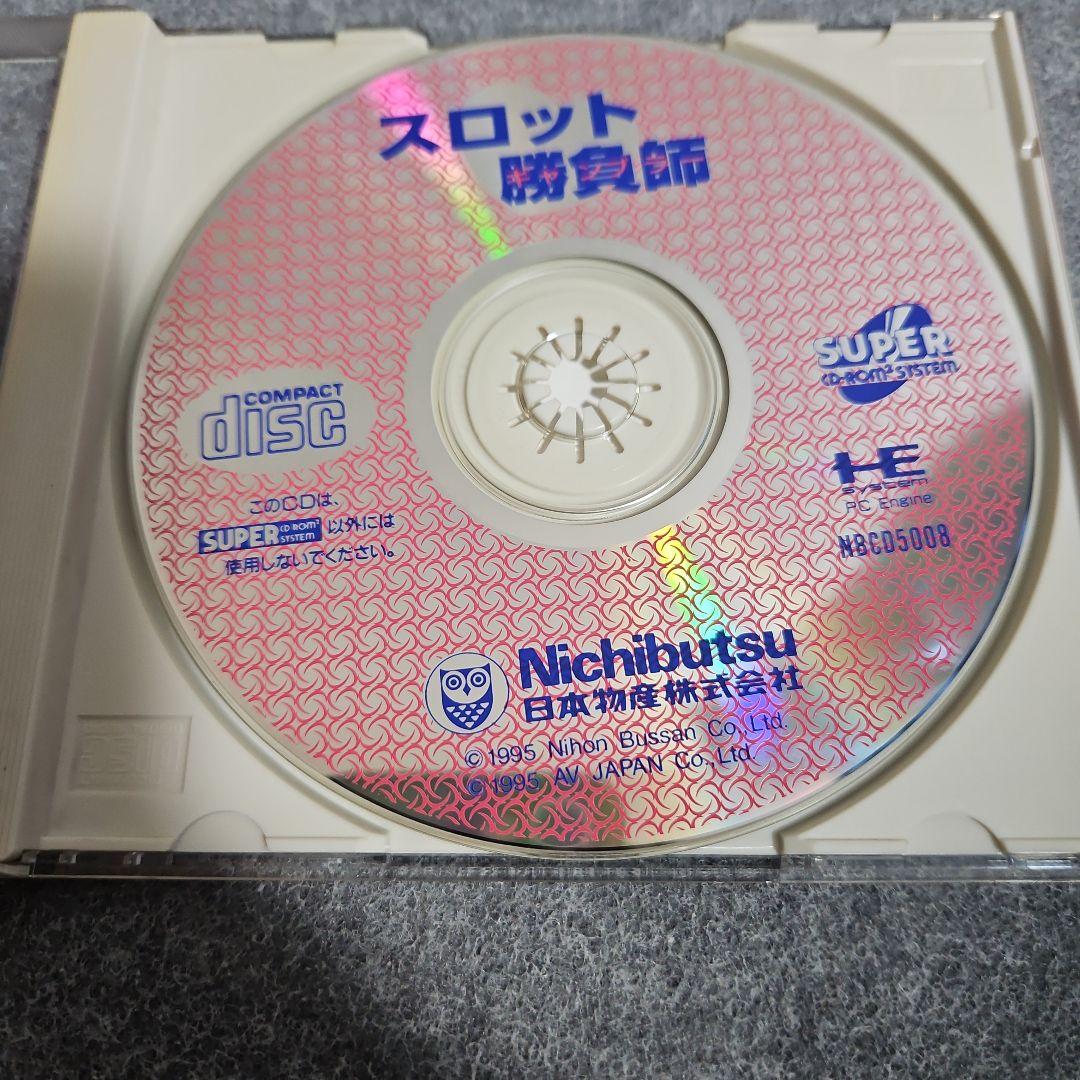 スロット
勝負師
ギャンブラー
SUPER
CD-ROM² SYSTEM
COMPACT
disc
HE
SYSTEM
PC Engine
NBCD5008
このCDは、
SUPER CD-ROM² SYSTEM 以外には
使用しないでください。
Nichibutsu
日本物産株式会社
©1995 Nihon Bussan Co.,Ltd.
©1995 AV JAPAN Co.,Ltd.